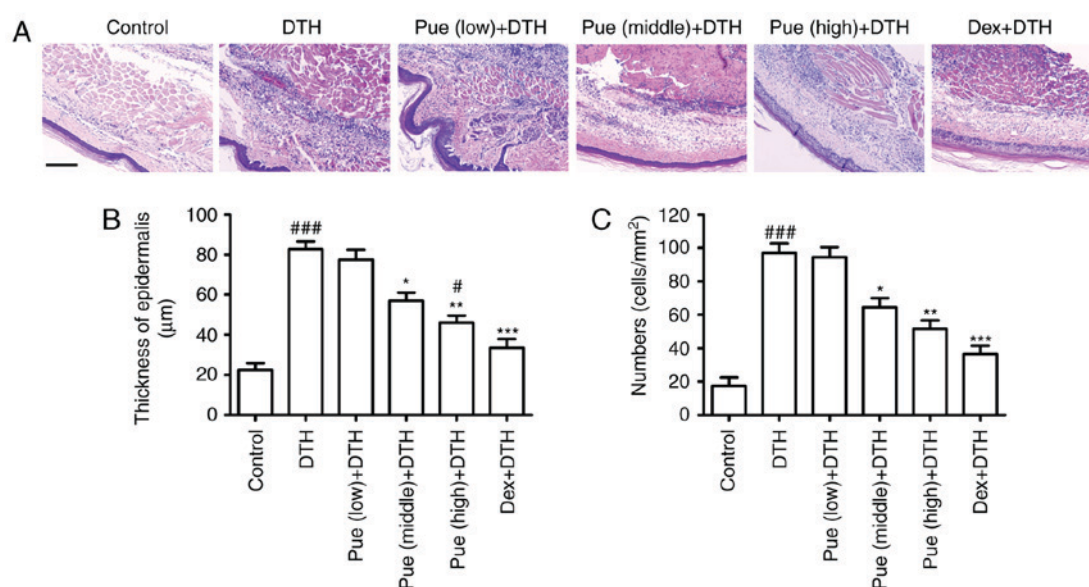 A
Control
DTH
Pue (low)+DTH
Pue (middle)+DTH
Pue (high)+DTH
Dex+DTH
B
Thickness of epidermalis
(μm)
100
80
60
40
20
0
###
*
#
**
***
Control
DTH
Pue (low)+DTH
Pue (middle)+DTH
Pue (high)+DTH
Dex+DTH
C
Numbers (cells/mm²)
120
100
80
60
40
20
0
###
*
**
***
Control
DTH
Pue (low)+DTH
Pue (middle)+DTH
Pue (high)+DTH
Dex+DTH